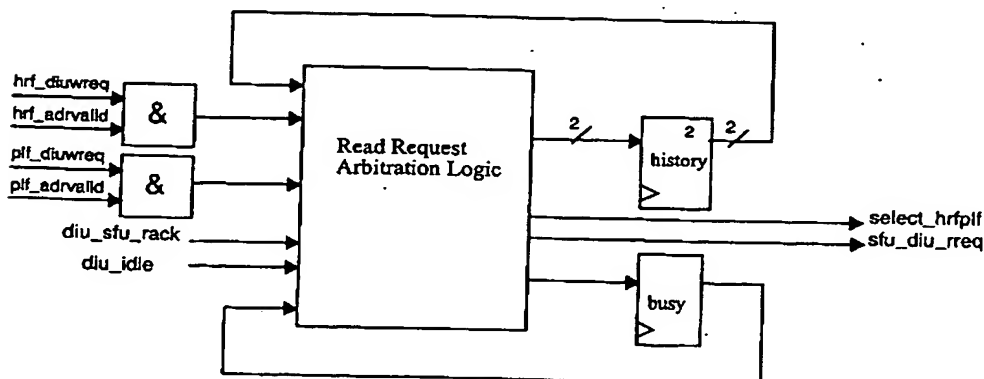 hrf_diuwreq
hrf_adrvalid
&
plf_diuwreq
plf_adrvalid
&
diu_sfu_rack
diu_idle
Read Request
Arbitration Logic
2
2
2
history
select_hrfplf
sfu_diu_rreq
busy